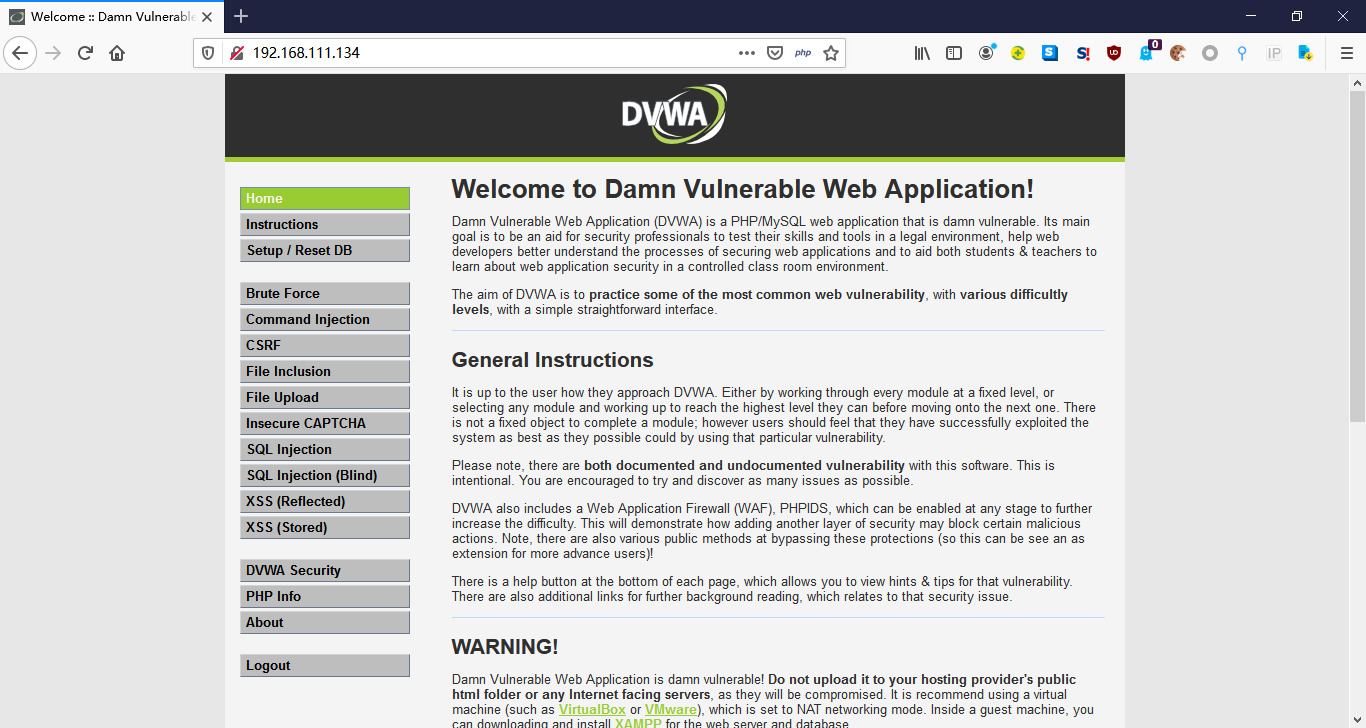 Welcome :: Damn Vulnerable
192.168.111.134
php
S
S!
UD
0
IP
DVWA
Home
Instructions
Setup / Reset DB
Brute Force
Command Injection
CSRF
File Inclusion
File Upload
Insecure CAPTCHA
SQL Injection
SQL Injection (Blind)
XSS (Reflected)
XSS (Stored)
DVWA Security
PHP Info
About
Logout
Welcome to Damn Vulnerable Web Application!
Damn Vulnerable Web Application (DVWA) is a PHP/MySQL web application that is damn vulnerable. Its main
goal is to be an aid for security professionals to test their skills and tools in a legal environment, help web
developers better understand the processes of securing web applications and to aid both students & teachers to
learn about web application security in a controlled class room environment.
The aim of DVWA is to practice some of the most common web vulnerability, with various difficultly
levels, with a simple straightforward interface.
General Instructions
It is up to the user how they approach DVWA. Either by working through every module at a fixed level, or
selecting any module and working up to reach the highest level they can before moving onto the next one. There
is not a fixed object to complete a module; however users should feel that they have successfully exploited the
system as best as they possible could by using that particular vulnerability.
Please note, there are both documented and undocumented vulnerability with this software. This is
intentional. You are encouraged to try and discover as many issues as possible.
DVWA also includes a Web Application Firewall (WAF), PHPIDS, which can be enabled at any stage to further
increase the difficulty. This will demonstrate how adding another layer of security may block certain malicious
actions. Note, there are also various public methods at bypassing these protections (so this can be see an as
extension for more advance users)!
There is a help button at the bottom of each page, which allows you to view hints & tips for that vulnerability.
There are also additional links for further background reading, which relates to that security issue.
WARNING!
Damn Vulnerable Web Application is damn vulnerable! Do not upload it to your hosting provider's public
html folder or any Internet facing servers, as they will be compromised. It is recommend using a virtual
machine (such as VirtualBox or VMware), which is set to NAT networking mode. Inside a guest machine, you
can downloading and install XAMPP for the web server and database.